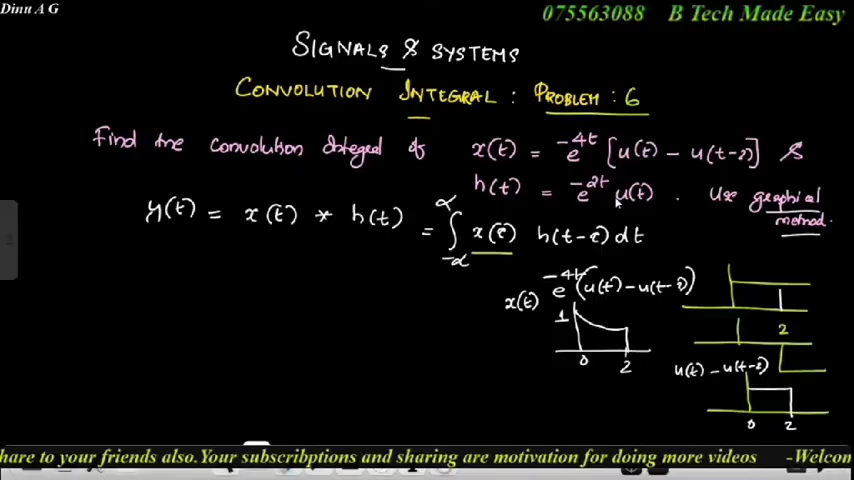 Dinu A G
075563088 B Tech Made Easy
SIGNALS & SYSTEMS
CONVOLUTION INTEGRAL : PROBLEM : 6
Find the convolution Integral of x(t) = e^-4t [u(t) - u(t-2)] &
h(t) = e^-2t u(t) . Use graphical
method.
y(t) = x(t) * h(t) = ∫_-α^α x(τ) h(t-τ) dt
x(t) e^-4t (u(t) - u(t-2))
1
0 2
2
u(t) - u(t-2)
0 2
hare to your friends also.Your subscribptions and sharing are motivation for doing more videos -Welcon